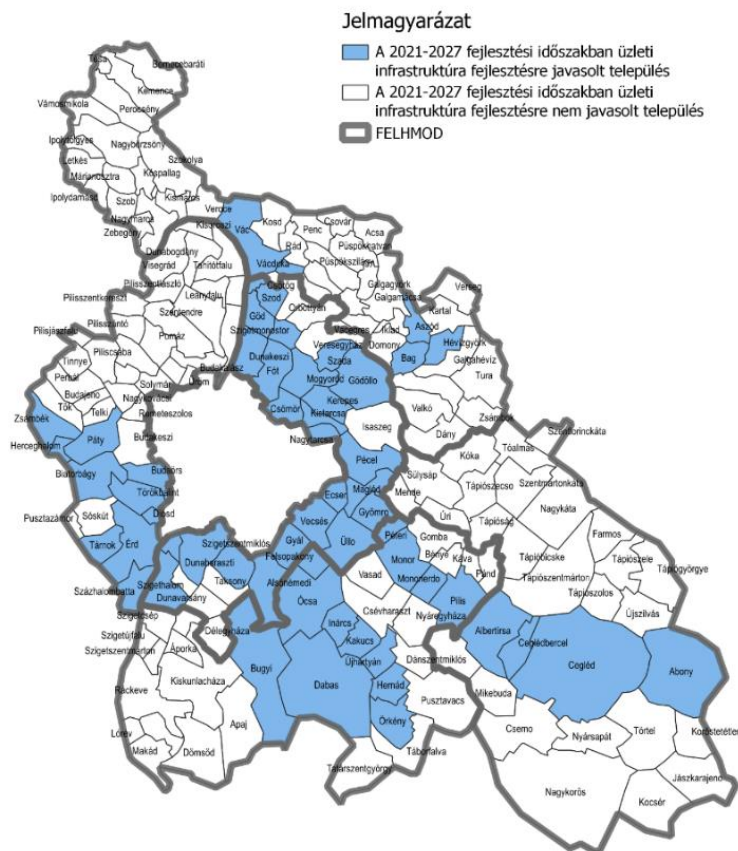 Jelmagyarázat
A 2021-2027 fejlesztési időszakban üzleti
infrastruktúra fejlesztésre javasolt település
A 2021-2027 fejlesztési időszakban üzleti
infrastruktúra fejlesztésre nem javasolt település
FELHMOD
Bernecebaráti
Kemence
Vámosmikola
Perőcsény
Nagybörzsöny
Szokolya
Letkés
Kóspallag
Márianosztra
Ipolydamásd
Szob
Kismaros
Nagymaros
Verőce
Zebegény
Kisoroszi
Vác
Kosd
Penc
Csővár
Acsa
Rád
Püspökhatvan
Püspökszilágy
Vácduka
Dunabogdány
Visegrád
Tahitótfalu
Pilisszentlászló
Leányfalu
Pilisszentkereszt
Szentendre
Pilisszántó
Pomáz
Pilisjászfalu
Piliscsaba
Budakalász
Tinnye
Solymár
Üröm
Perbál
Nagykovácsi
Budajenő
Telki
Remeteszőlős
Tök
Zsámbék
Budakeszi
Herceghalom
Páty
Biatorbágy
Budaörs
Törökbálint
Sóskút
Diósd
Pusztazámor
Tárnok
Érd
Százhalombatta
Csörög
Sződ
Őrbottyán
Göd
Szigetmonostor
Galgagyörk
Galgamácsa
Vácegres
Iklad
Domony
Veresegyház
Dunakeszi
Fót
Szada
Mogyoród
Gödöllő
Csömör
Kerepes
Kistarcsa
Nagytarcsa
Isaszeg
Verseg
Kartal
Aszód
Hévízgyörk
Bag
Galgahévíz
Tura
Valkó
Zsámbok
Dány
Pécel
Szentlőrinckáta
Kóka
Tóalmás
Sülysáp
Tápiószecső
Szentmártonkáta
Mende
Maglód
Ecser
Gyömrő
Vecsés
Üllő
Gyál
Úri
Tápióság
Nagykáta
Farmos
Tápióbicske
Tápiószele
Tápiógyörgye
Tápiószentmárton
Tápiószőlős
Újszilvás
Péteri
Monor
Gomba
Bénye
Káva
Pánd
Monorierdő
Pilis
Nyáregyháza
Vasad
Csévharaszt
Felsőpakony
Szigetszentmiklós
Dunaharaszti
Alsónémedi
Taksony
Szigethalom
Dunavarsány
Ócsa
Délegyháza
Szigetcsép
Szigetújfalu
Szigetszentmárton
Áporka
Kiskunlacháza
Ráckeve
Lórév
Makád
Dömsöd
Apaj
Bugyi
Inárcs
Kakucs
Újhartyán
Dabas
Hernád
Örkény
Dánszentmiklós
Pusztavacs
Táborfalva
Tatárszentgyörgy
Albertirsa
Ceglédbercel
Cegléd
Abony
Mikebuda
Csemő
Nyársapát
Törtel
Kőröstetétlen
Jászkarajenő
Nagykőrös
Kocsér